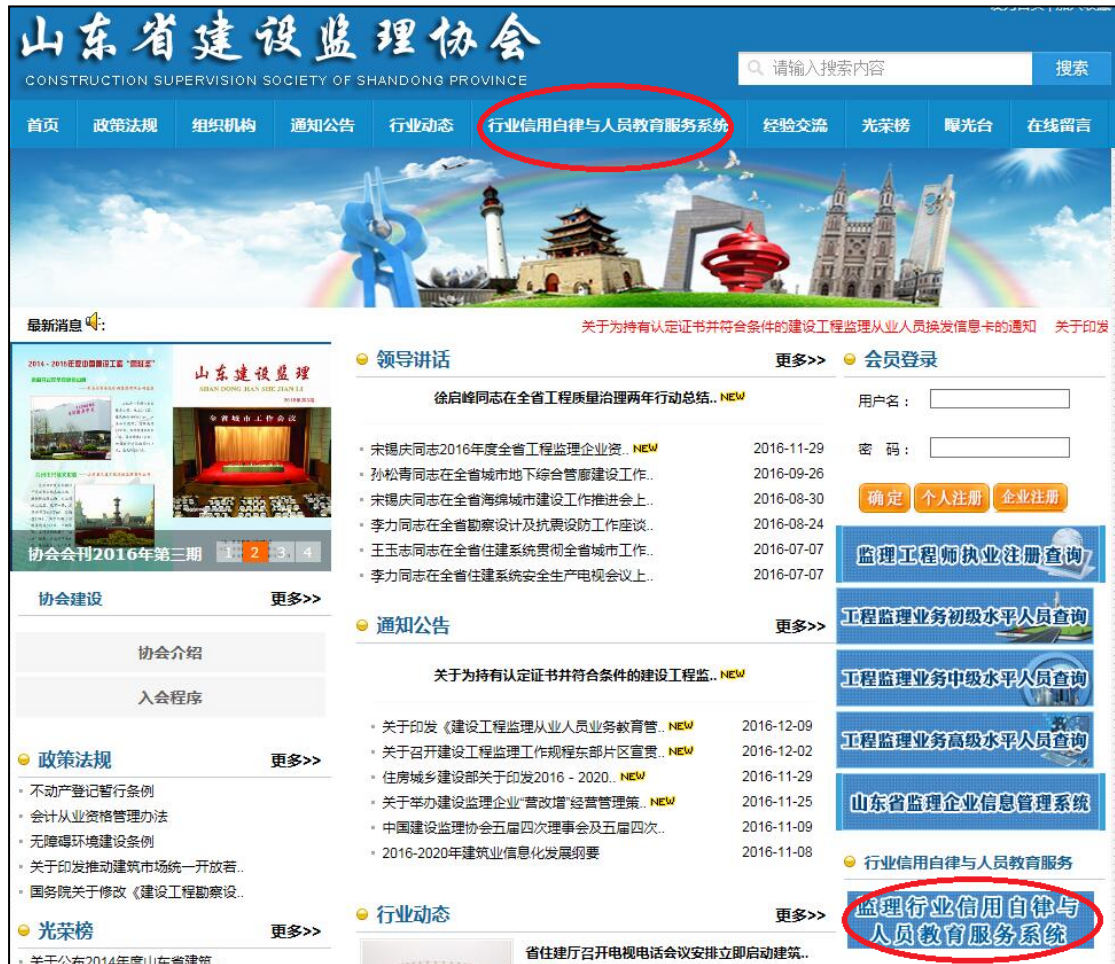 山东省建设监理协会
CONSTRUCTION SUPERVISION SOCIETY OF SHANDONG PROVINCE
请输入搜索内容
搜索
首页 政策法规 组织机构 通知公告 行业动态 行业信用自律与人员教育服务系统 经验交流 光荣榜 曝光台 在线留言
最新消息 :
关于为持有认定证书并符合条件的建设工程监理从业人员换发信息卡的通知 关于印发
山东建设监理
SHAN DONG JIAN SHE JIAN LI
全省城市工作会议
协会会刊2016年第三期 1 2 3 4
协会建设 更多>>
协会介绍
入会程序
政策法规 更多>>
不动产登记暂行条例
会计从业资格管理办法
无障碍环境建设条例
关于印发推动建筑市场统一开放若..
国务院关于修改《建设工程勘察设..
光荣榜 更多>>
关于公布2014年度山东省建筑
领导讲话 更多>>
徐启峰同志在全省工程质量治理两年行动总结.. NEW
宋锡庆同志2016年度全省工程监理企业资.. NEW 2016-11-29
孙松青同志在全省城市地下综合管廊建设工作.. 2016-09-26
宋锡庆同志在全省海绵城市建设工作推进会上.. 2016-08-30
李力同志在全省勘察设计及抗震设防工作座谈.. 2016-08-24
王玉志同志在全省住建系统贯彻全省城市工作.. 2016-07-07
李力同志在全省住建系统安全生产电视会议上.. 2016-07-07
通知公告 更多>>
关于为持有认定证书并符合条件的建设工程监.. NEW
关于印发《建设工程监理从业人员业务教育管.. NEW 2016-12-09
关于召开建设工程监理工作规程东部片区宣贯.. NEW 2016-12-02
住房城乡建设部关于印发2016 - 2020.. NEW 2016-11-29
关于举办建设监理企业"营改增"经营管理策.. NEW 2016-11-25
中国建设监理协会五届四次理事会及五届四次.. 2016-11-09
2016-2020年建筑业信息化发展纲要 2016-11-08
行业动态 更多>>
省住建厅召开电视电话会议安排立即启动建筑..
会员登录
用户名：
密 码：
确定 个人注册 企业注册
监理工程师执业注册查询
工程监理业务初级水平人员查询
工程监理业务中级水平人员查询
工程监理业务高级水平人员查询
山东省监理企业信息管理系统
行业信用自律与人员教育服务
监理行业信用自律与
人员教育服务系统